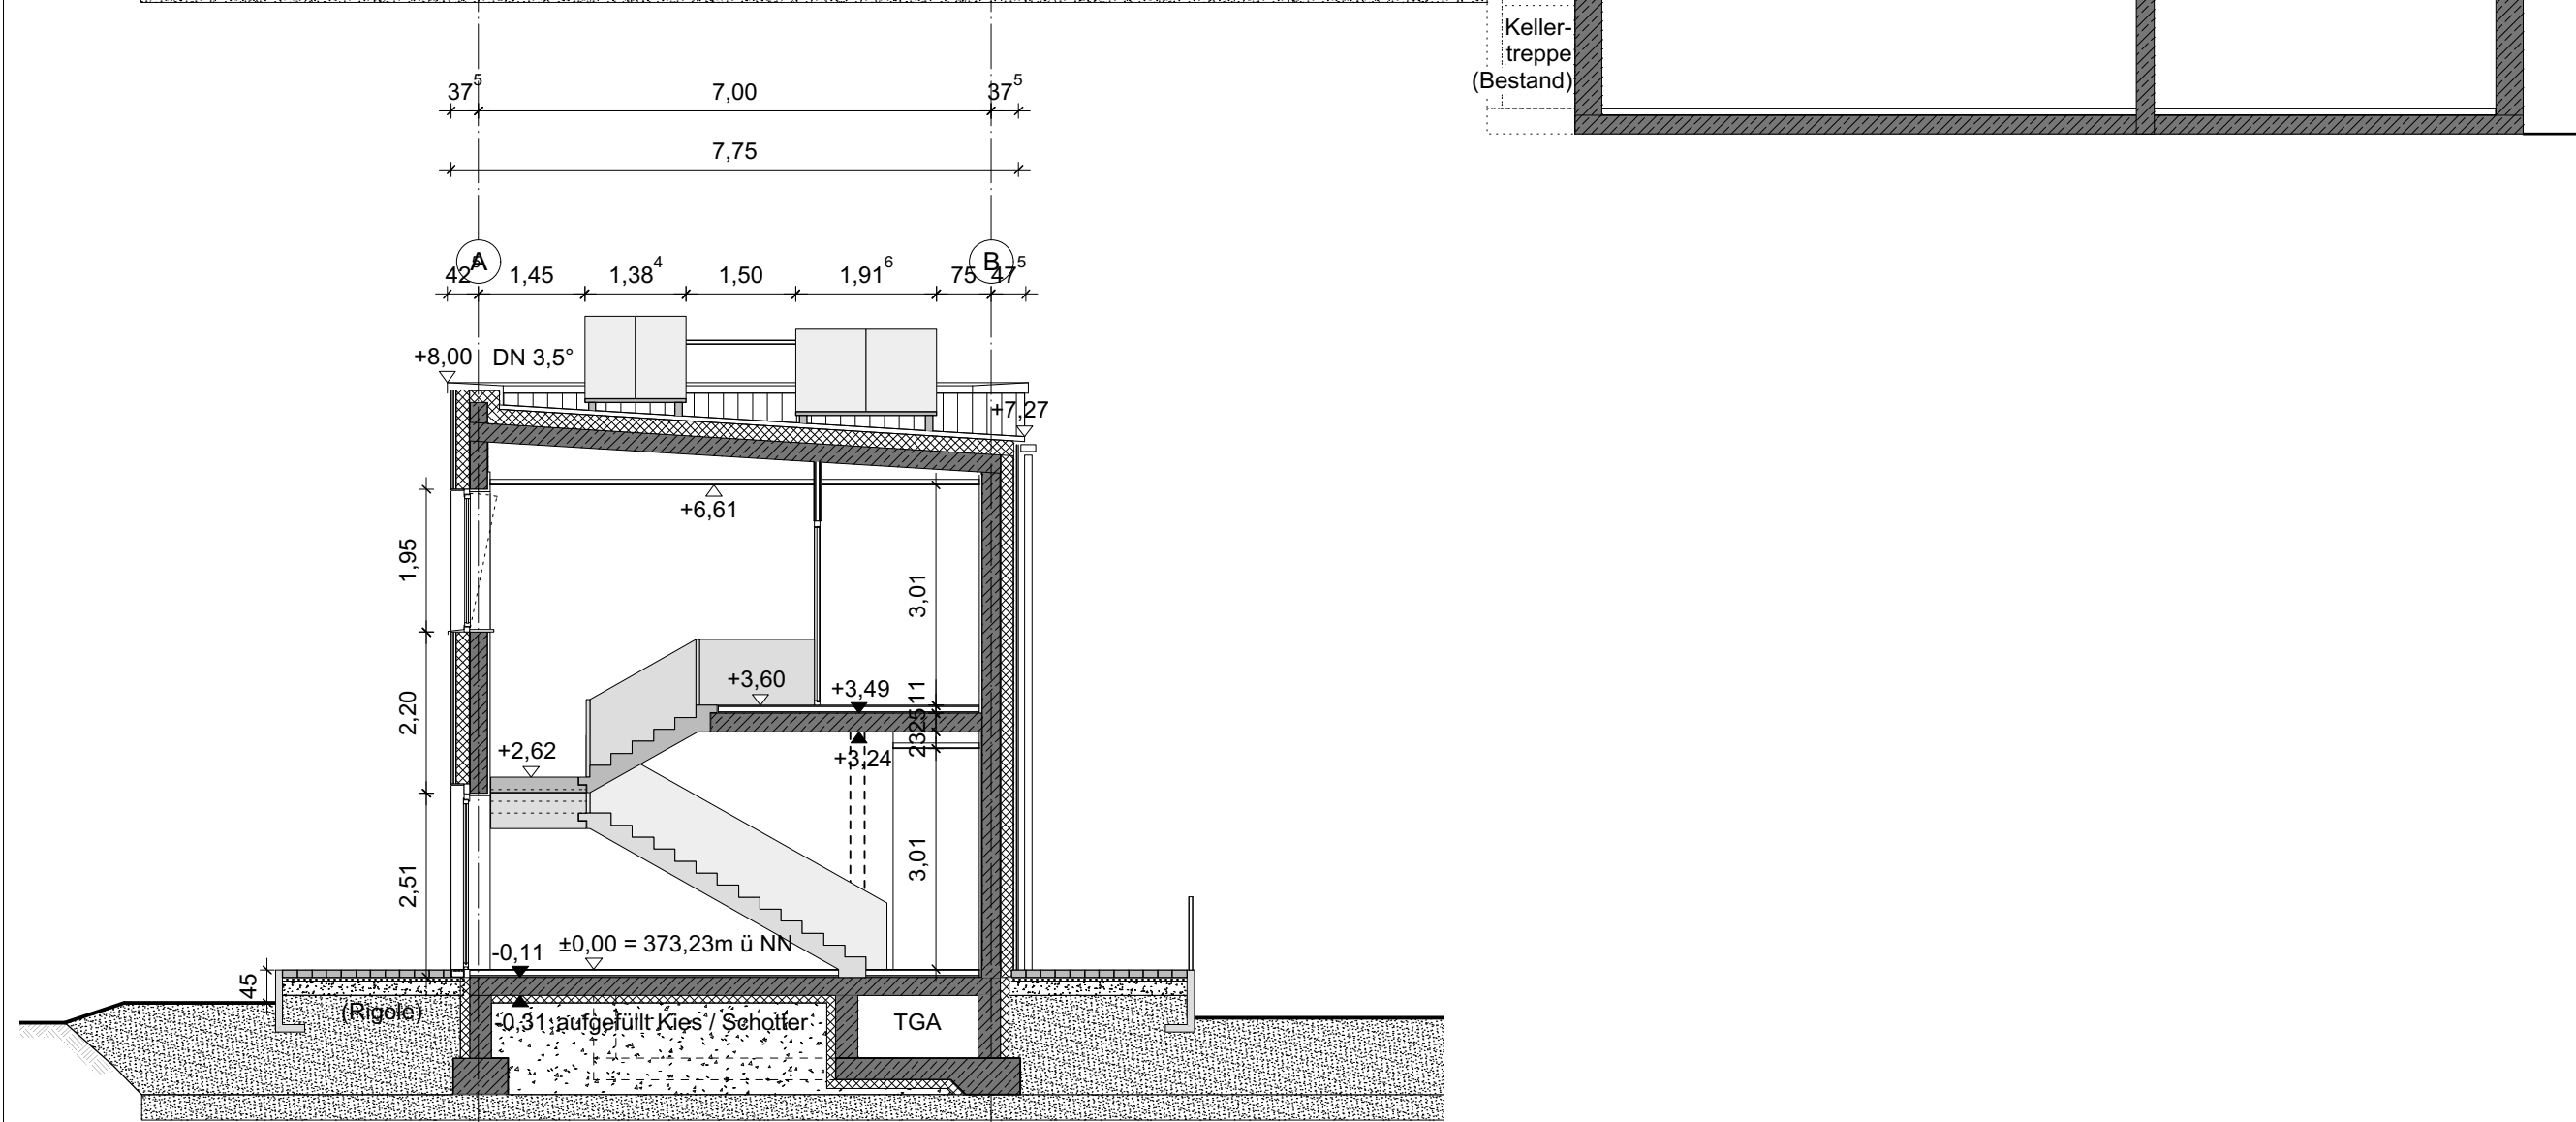 Keller-
treppe
(Bestand)
37⁵ 7,00 37⁵
7,75
A B
42⁵ 1,45 1,38⁴ 1,50 1,91⁶ 75 47⁵
+8,00 DN 3,5°
+7,27
+6,61
1,95
3,01
+3,60 +3,49
11
25
23
2,20
+2,62 +3,24
2,51
3,01
-0,11 ±0,00 = 373,23m ü NN
45
(Rigole) -0,31 aufgefüllt Kies / Schotter TGA